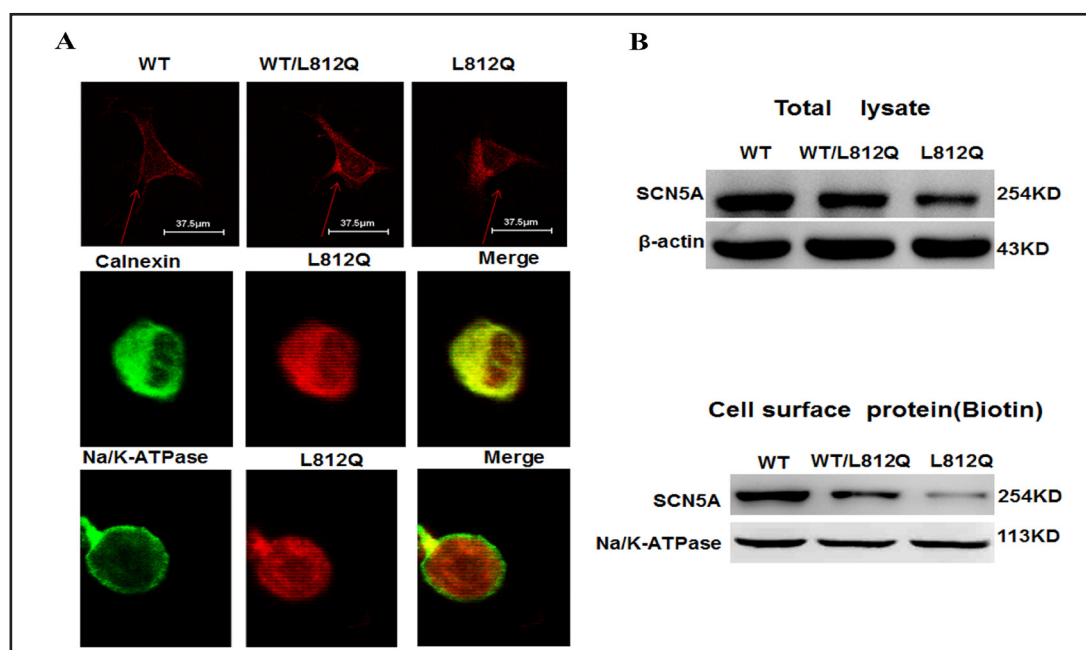 A
WT WT/L812Q L812Q
37.5μm 37.5μm 37.5μm
Calnexin L812Q Merge
Na/K-ATPase L812Q Merge
B
Total lysate
WT WT/L812Q L812Q
SCN5A 254KD
β-actin 43KD
Cell surface protein(Biotin)
WT WT/L812Q L812Q
SCN5A 254KD
Na/K-ATPase 113KD